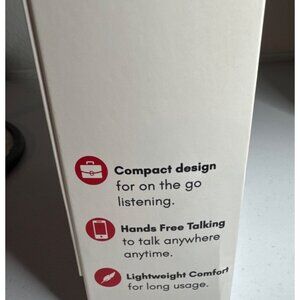 Compact design
for on the go
listening.
Hands Free Talking
to talk anywhere
anytime.
Lightweight Comfort
for long usage.